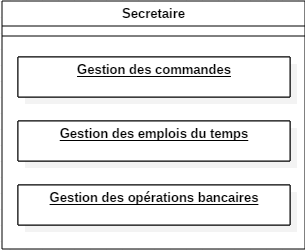 Secretaire
Gestion des commandes
Gestion des emplois du temps
Gestion des opérations bancaires